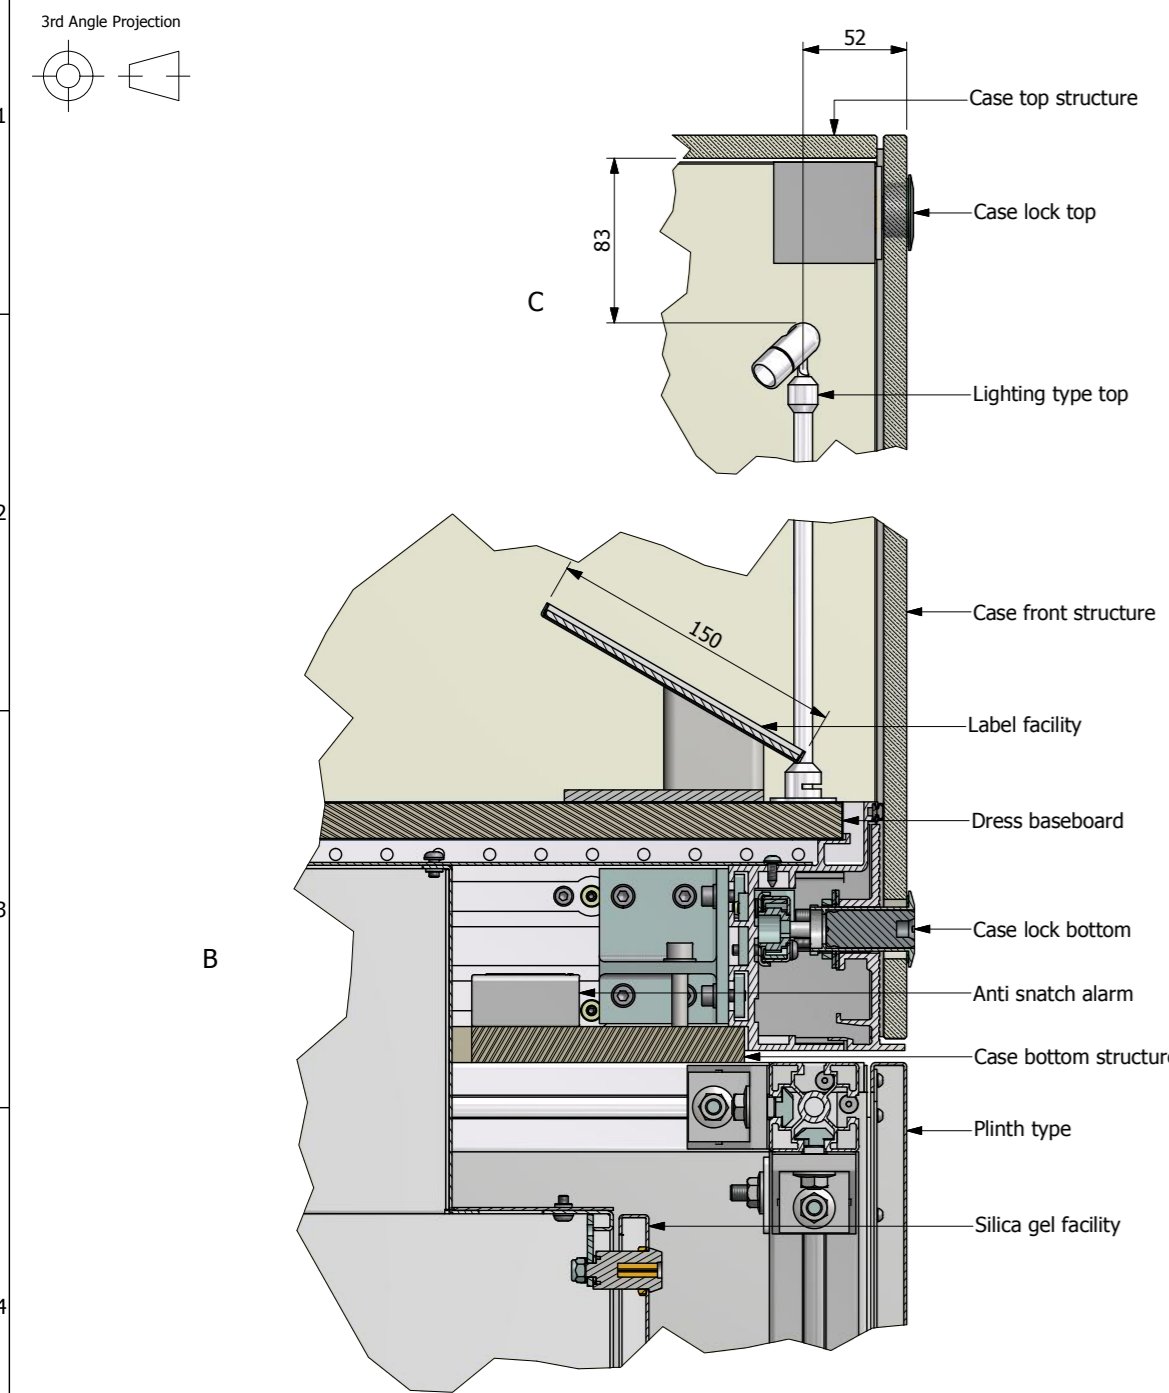 3rd Angle Projection
52
Case top structure
1
Case lock top
83
C
Lighting type top
2
Case front structure
150
Label facility
Dress baseboard
3
Case lock bottom
B
Anti snatch alarm
Case bottom structure
Plinth type
Silica gel facility
4